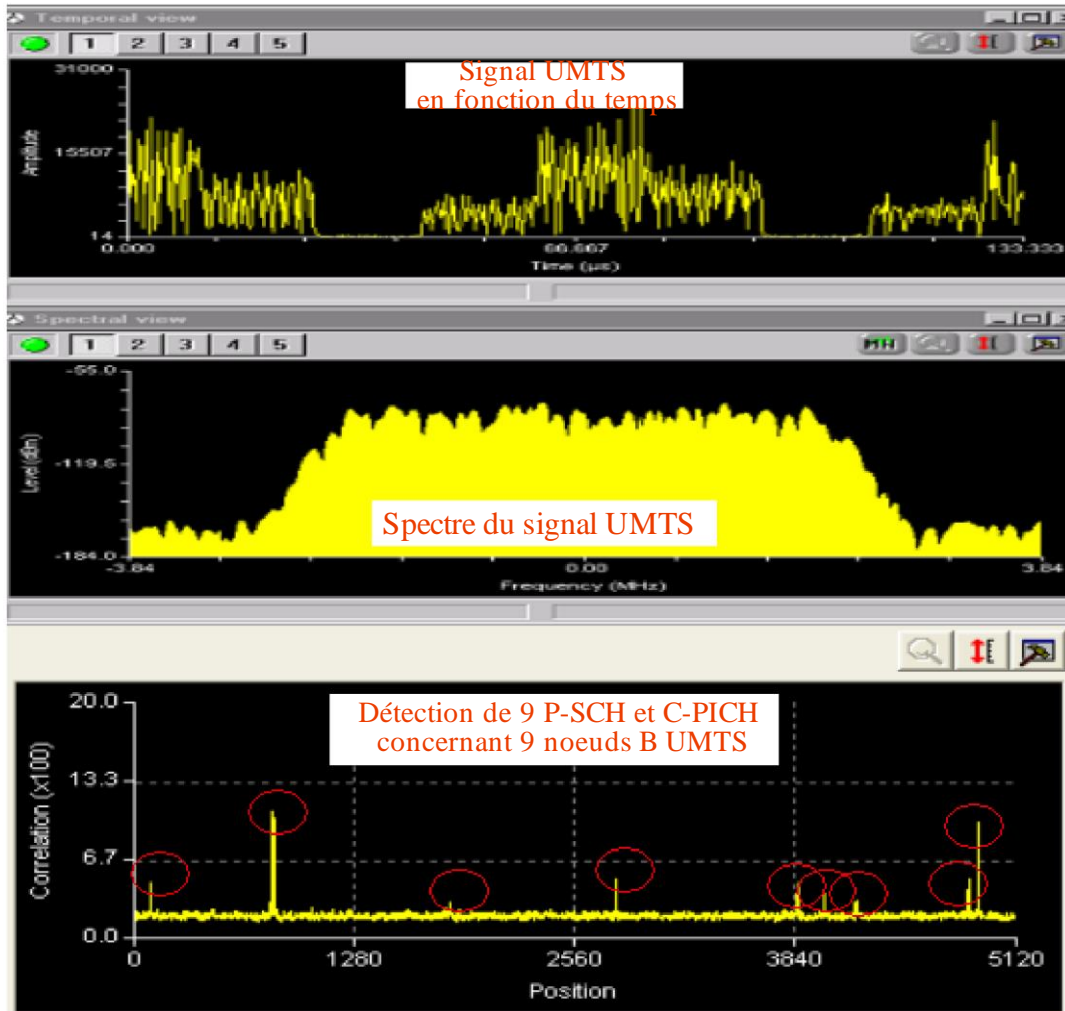 Temporal view
1 2 3 4 5
Signal UMTS
en fonction du temps
31000
Amplitude
15507
14
0.000 66.667 133.333
Time (µs)
Spectral view
1 2 3 4 5
MH
-55.0
Level (dBm)
-119.5
Spectre du signal UMTS
-184.0
-3.84 0.00 3.84
Frequency (MHz)
20.0
Détection de 9 P-SCH et C-PICH
concernant 9 noeuds B UMTS
Correlation (x100)
13.3
6.7
0.0
0 1280 2560 3840 5120
Position